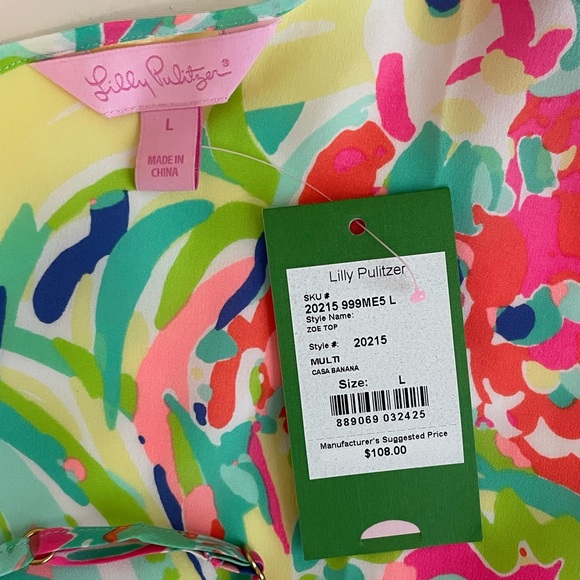 Lilly Pulitzer®
L
MADE IN
CHINA
Lilly Pulitzer
SKU #
20215 999ME5 L
Style Name:
ZOE TOP
Style #: 20215
MULTI
CASA BANANA
Size: L
889069 032425
Manufacturer's Suggested Price
$108.00